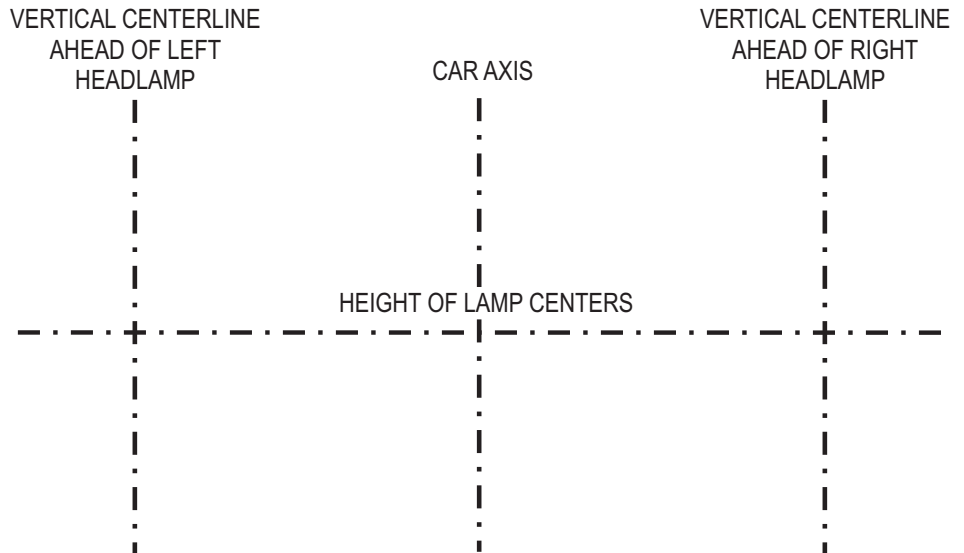 VERTICAL CENTERLINE
AHEAD OF LEFT
HEADLAMP
CAR AXIS
VERTICAL CENTERLINE
AHEAD OF RIGHT
HEADLAMP
HEIGHT OF LAMP CENTERS